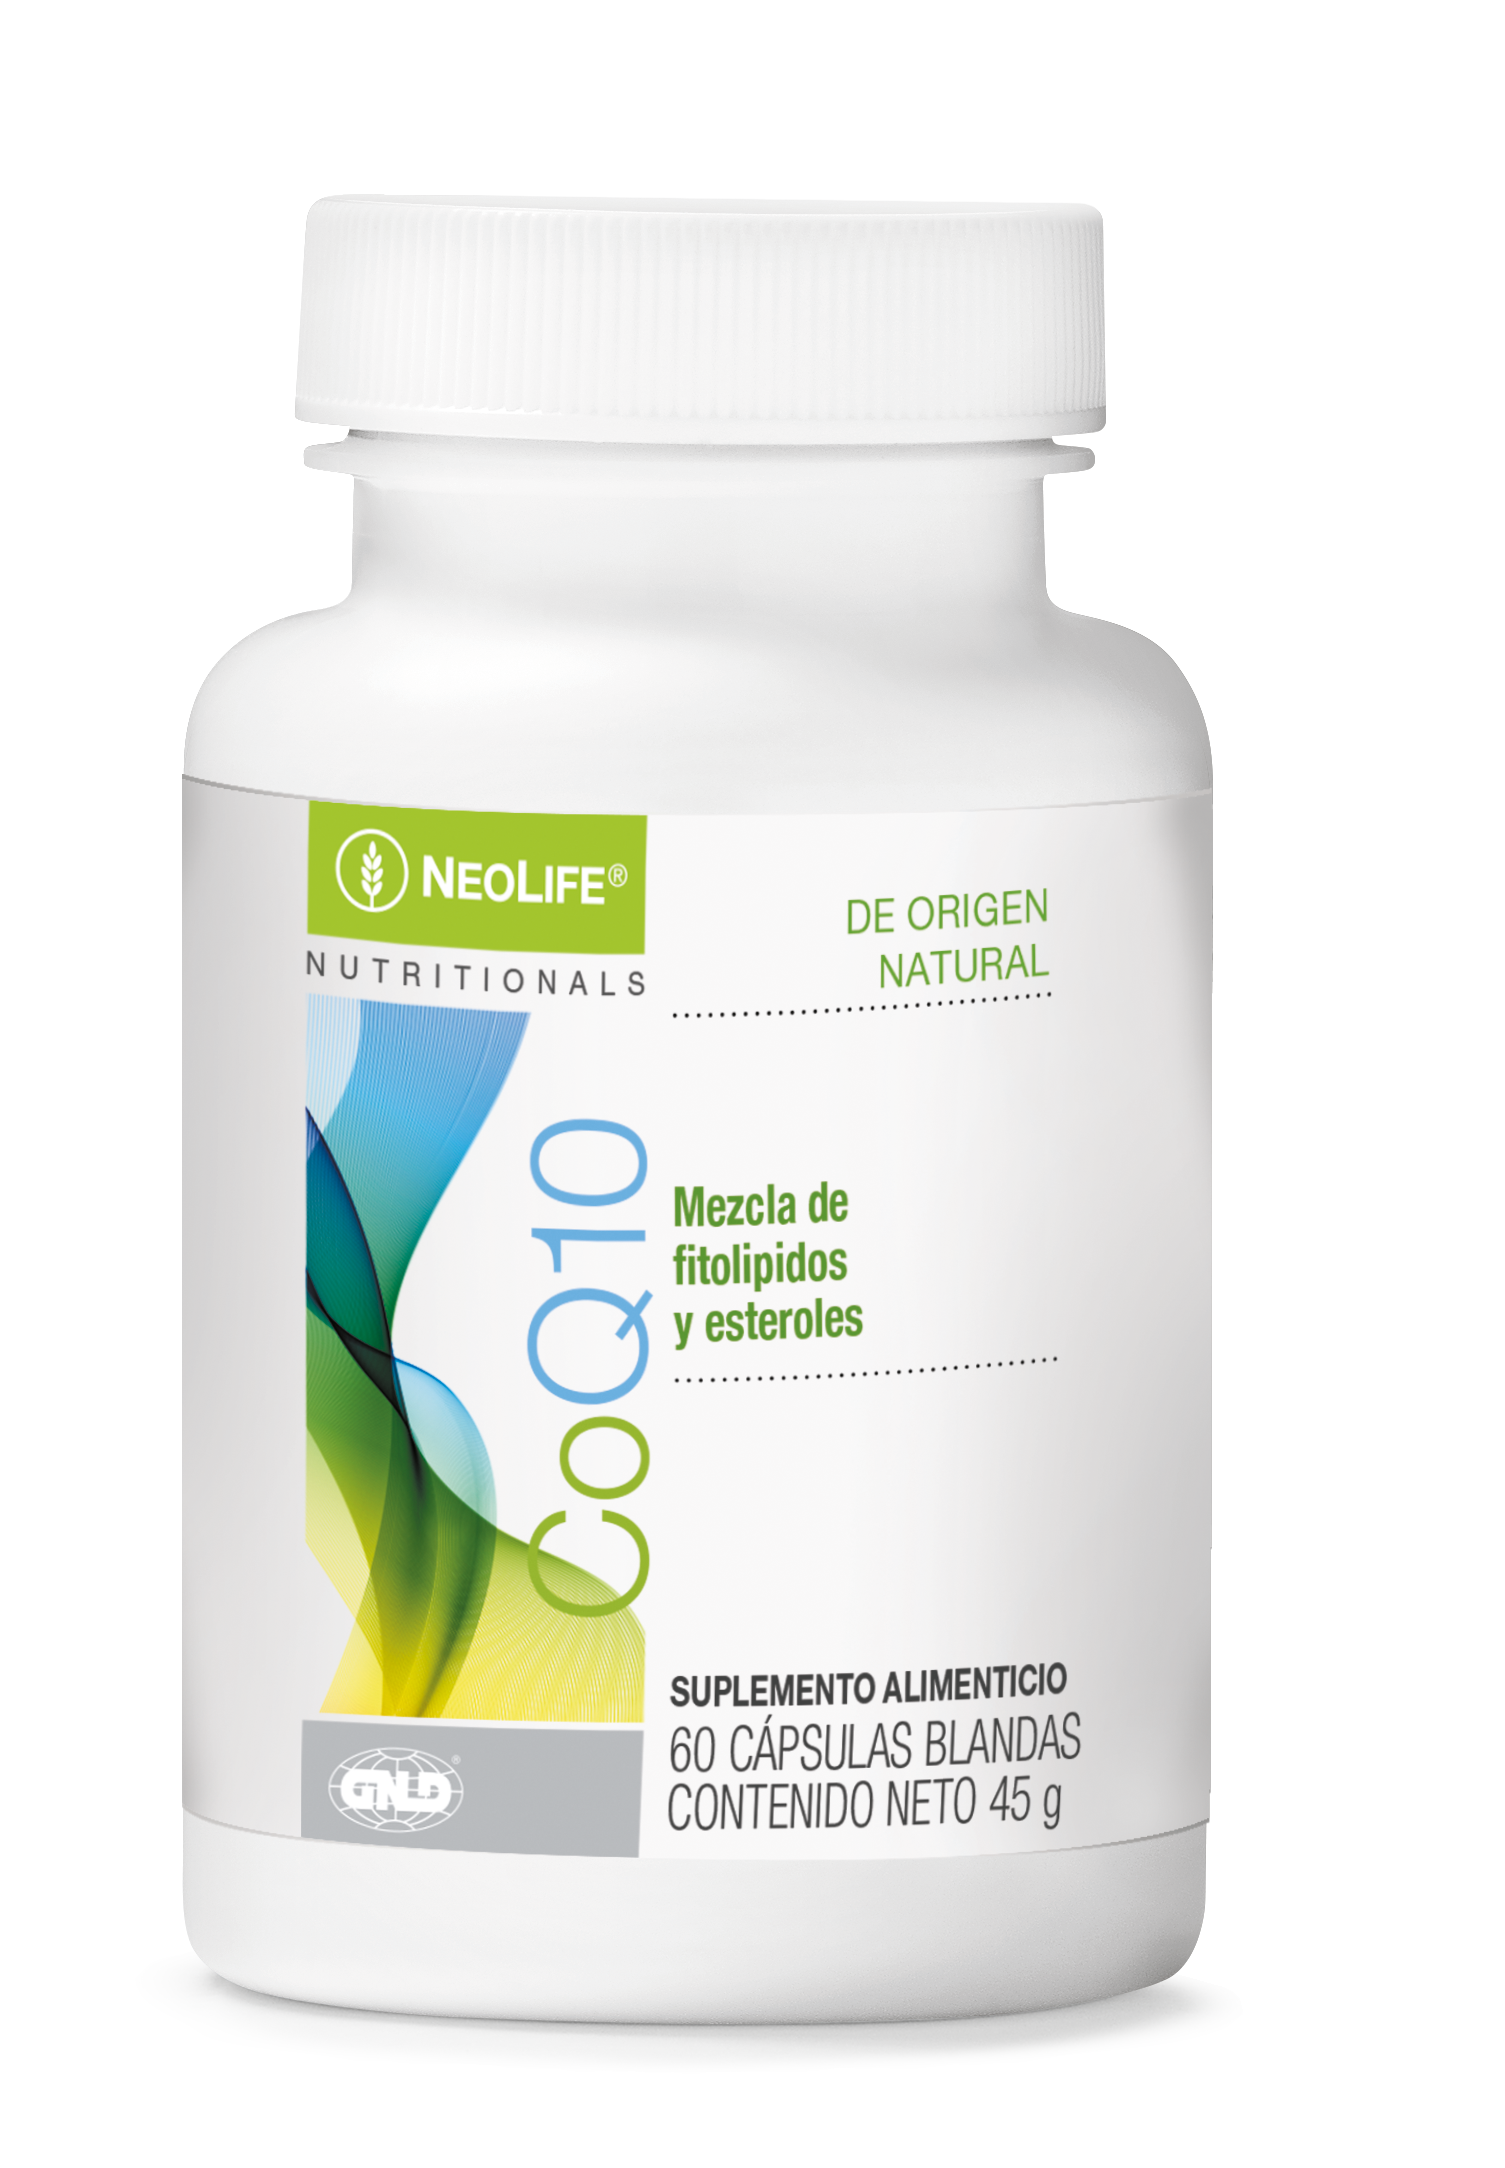 NEOLIFE®
NUTRITIONALS
DE ORIGEN
NATURAL
CoQ10
Mezcla de
fitolipidos
y esteroles
SUPLEMENTO ALIMENTICIO
60 CÁPSULAS BLANDAS
CONTENIDO NETO 45 g
GNLD®